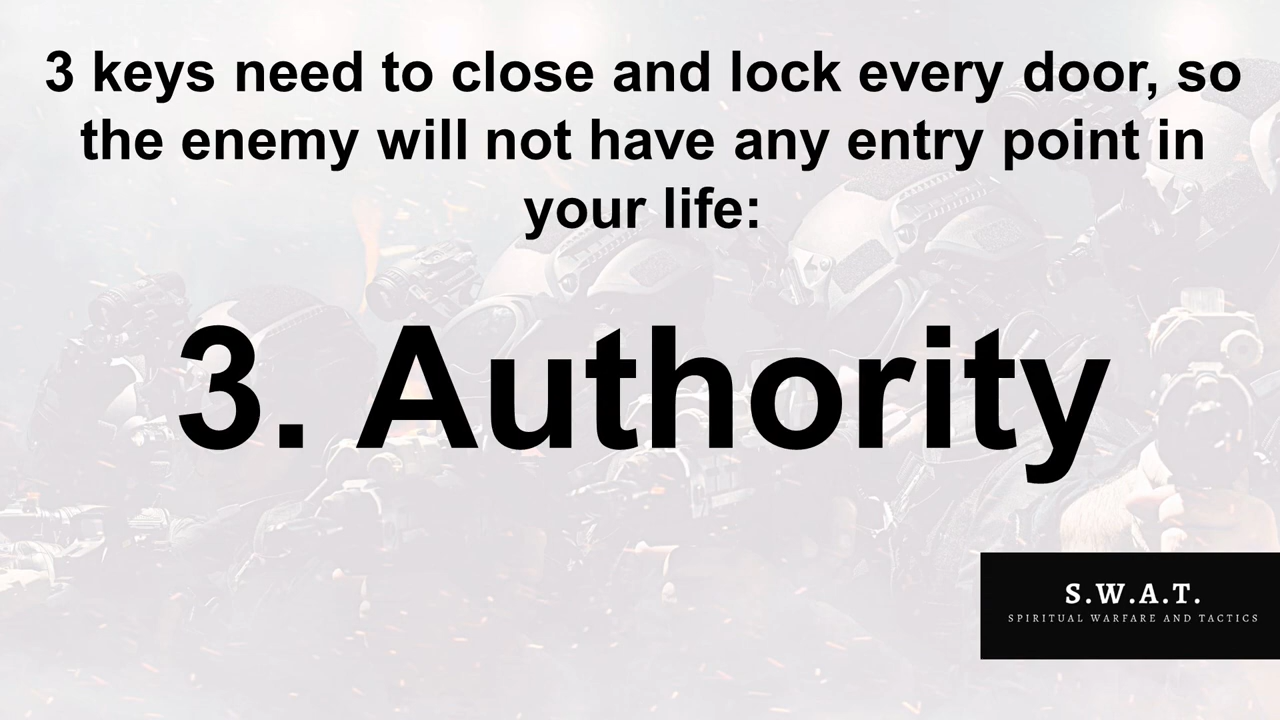 3 keys need to close and lock every door, so
the enemy will not have any entry point in
your life:
3. Authority
S.W.A.T.
SPIRITUAL WARFARE AND TACTICS